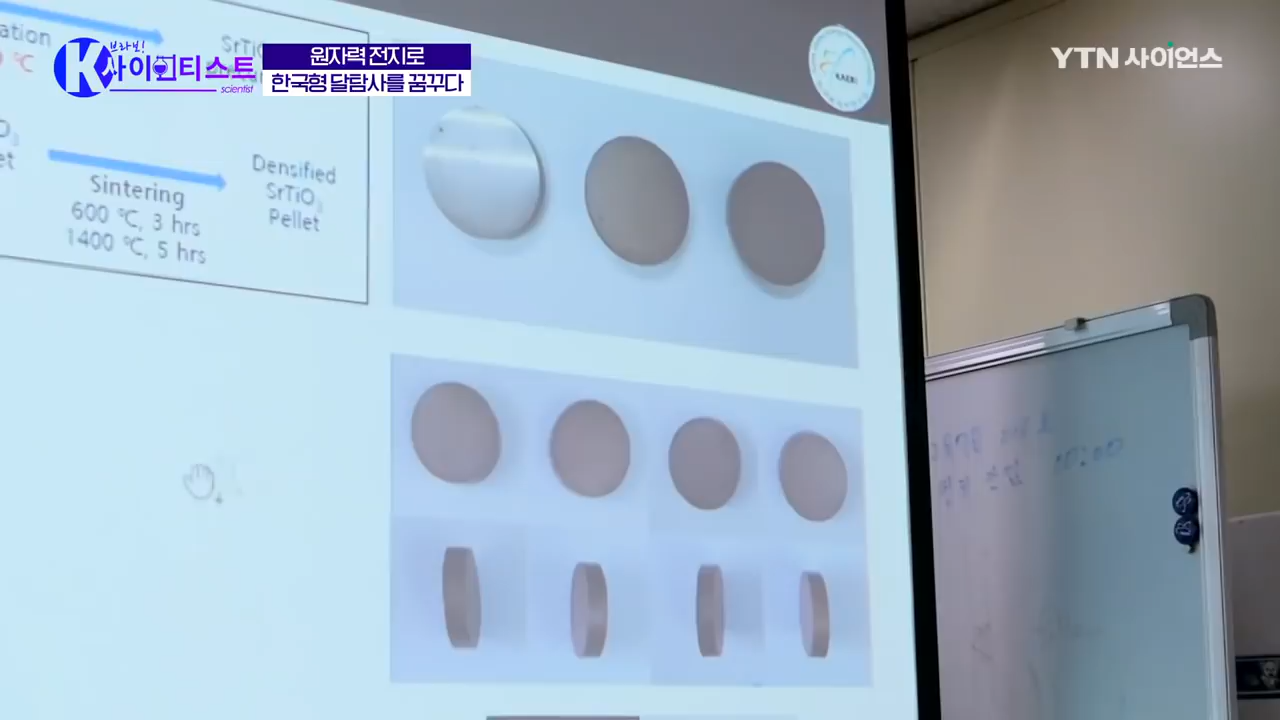 브라보!
K사이언티스트
scientist
원자력 전지로
한국형 달탐사를 꿈꾸다
YTN 사이언스
KAERI
ation
℃
Sintering
600 ℃, 3 hrs
1400 ℃, 5 hrs
Densified
SrTiO₃
Pellet